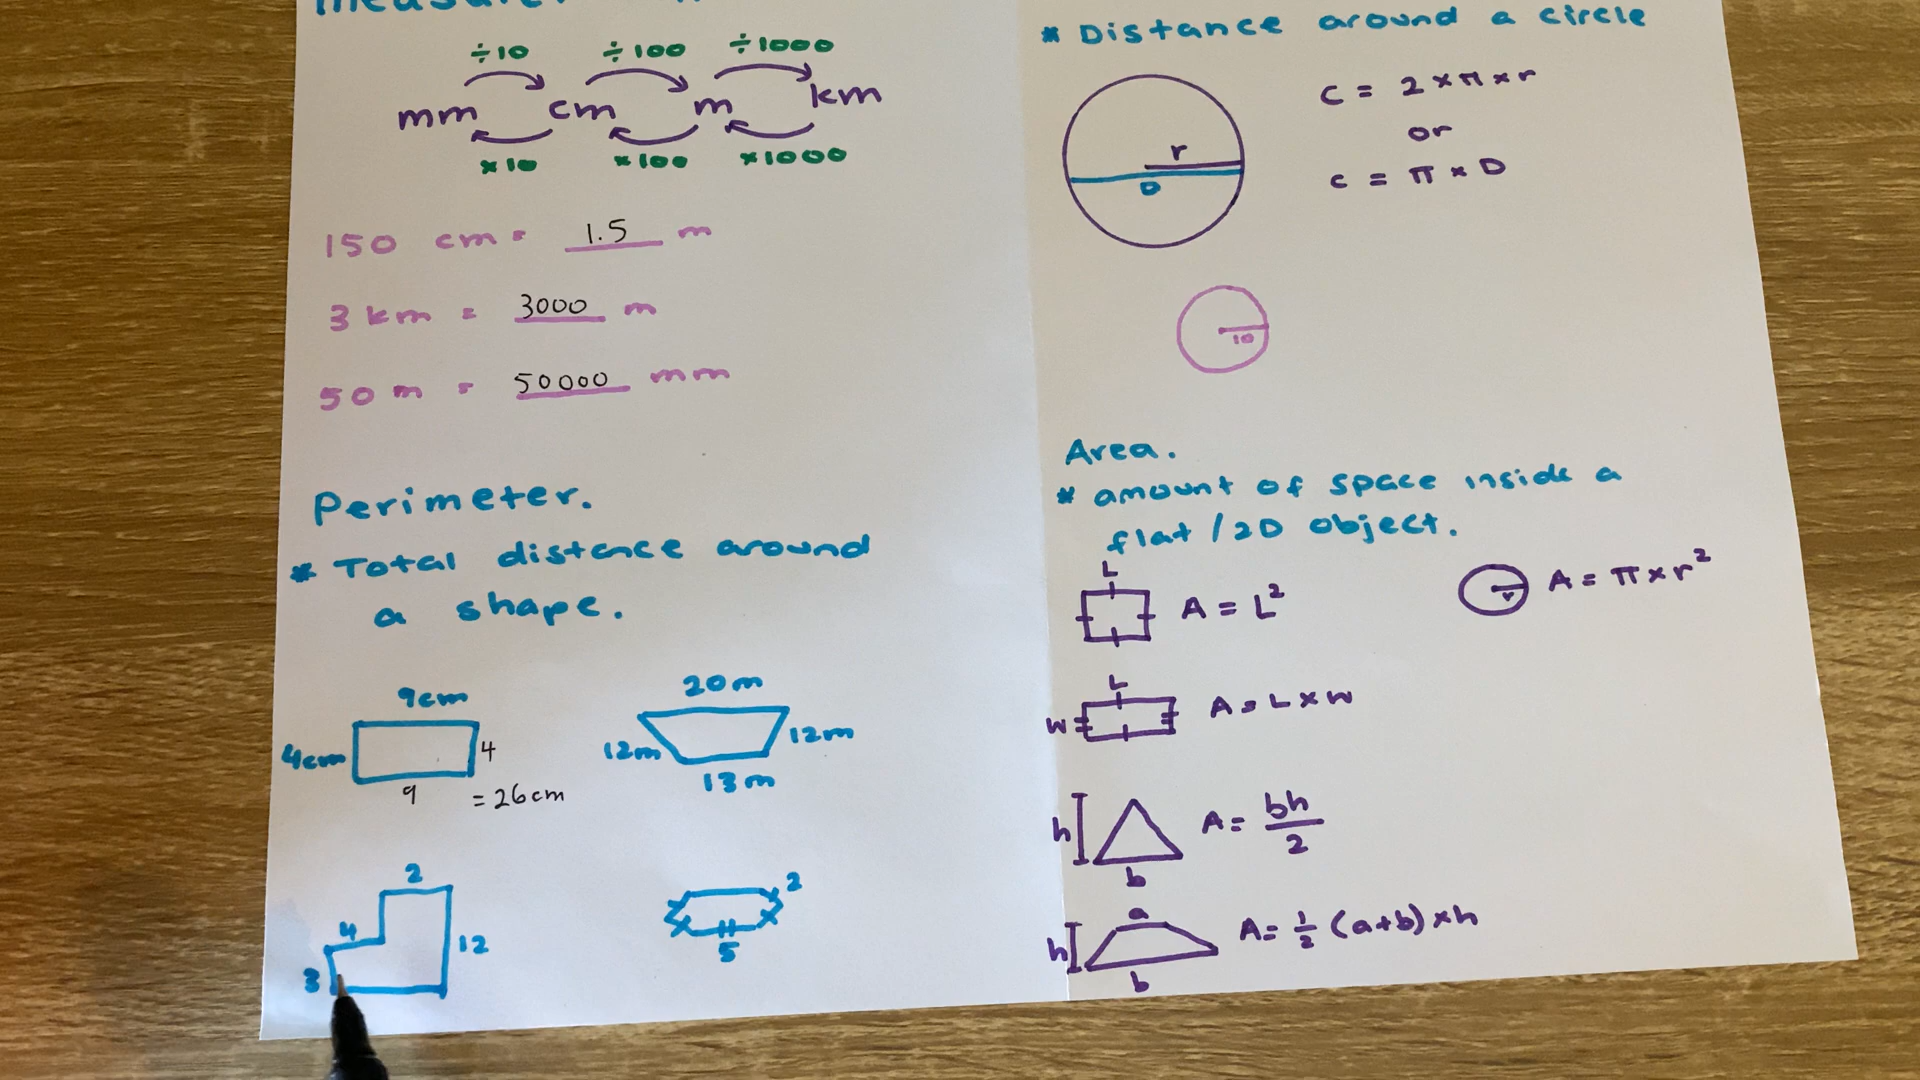 ÷10 ÷100 ÷1000
mm cm m km
×10 ×100 ×1000
150 cm = 1.5 m
3 km = 3000 m
50 m = 50000 mm
Perimeter.
* Total distance around
a shape.
9cm
4cm 4
9 = 26cm
20m
12m 12m
13m
2
4
12
3
2
5
* Distance around a circle
C = 2 × π × r
or
C = π × D
r
D
10
Area.
* amount of space inside a
flat / 2D object.
L
A = L²
r
A = π × r²
L
W A = L × W
h A = bh/2
b
a
h A = ½ (a+b) × h
b